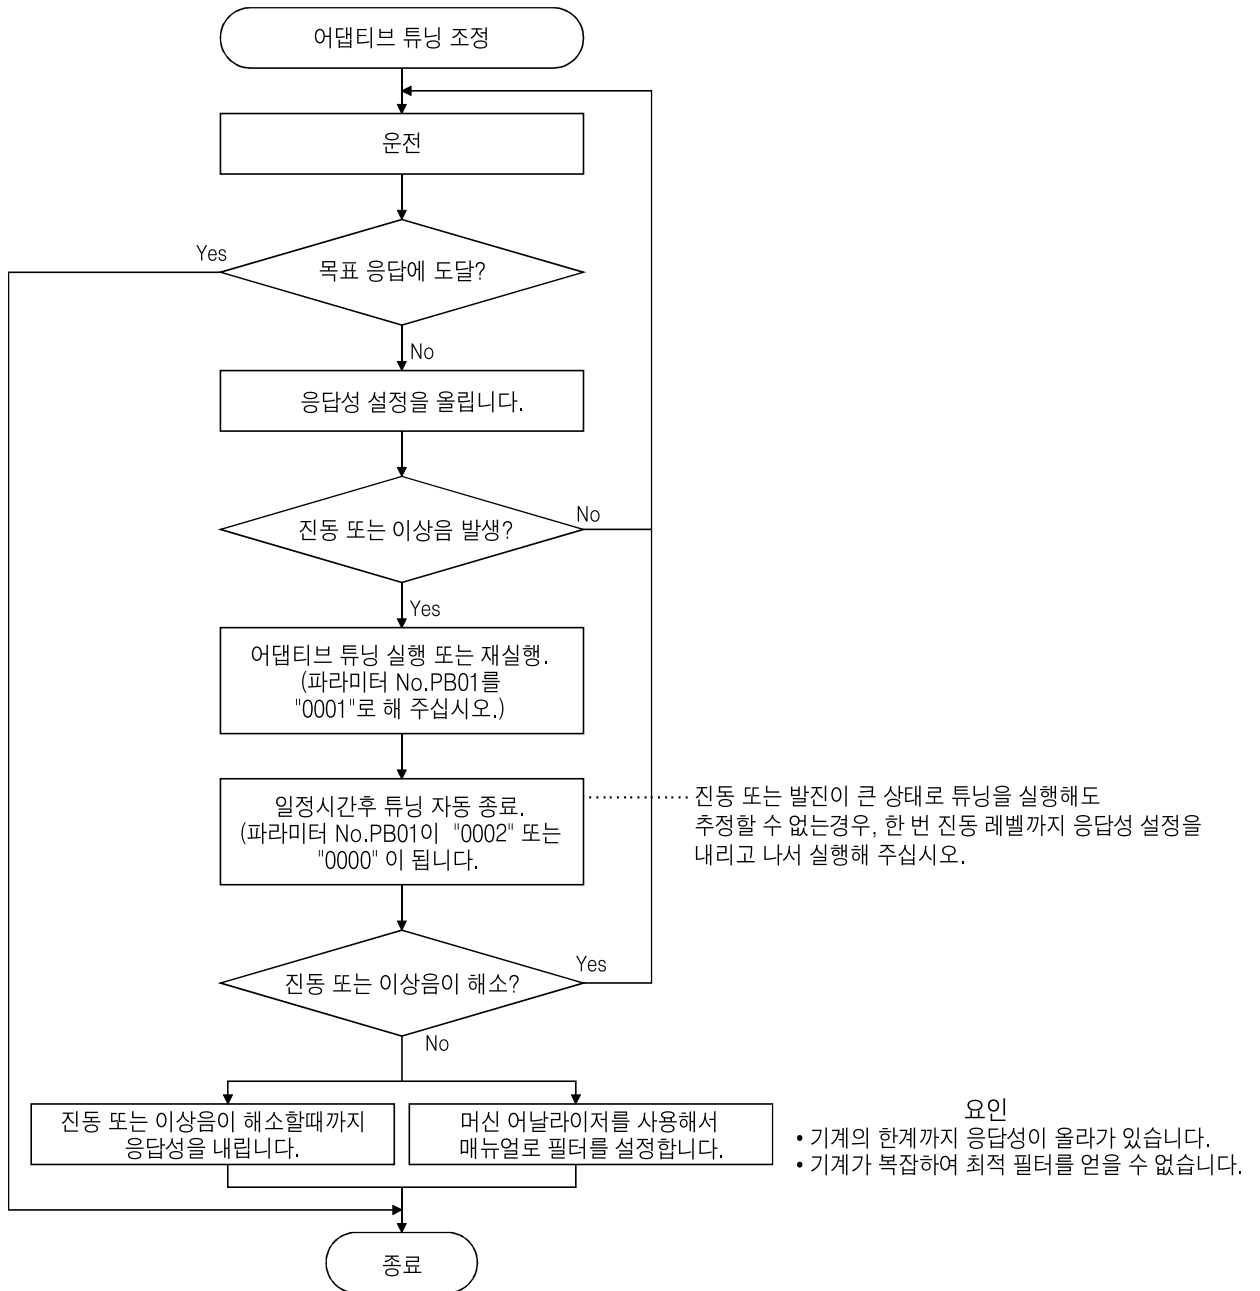 어댑티브 튜닝 조정
운전
Yes
목표 응답에 도달?
No
응답성 설정을 올립니다.
진동 또는 이상음 발생?
No
Yes
어댑티브 튜닝 실행 또는 재실행.
(파라미터 No.PB01를
"0001"로 해 주십시오.)
일정시간후 튜닝 자동 종료.
(파라미터 No.PB01이 "0002" 또는
"0000" 이 됩니다.
진동 또는 발진이 큰 상태로 튜닝을 실행해도
추정할 수 없는경우, 한 번 진동 레벨까지 응답성 설정을
내리고 나서 실행해 주십시오.
진동 또는 이상음이 해소?
Yes
No
진동 또는 이상음이 해소할때까지
응답성을 내립니다.
머신 어날라이저를 사용해서
매뉴얼로 필터를 설정합니다.
요인
• 기계의 한계까지 응답성이 올라가 있습니다.
• 기계가 복잡하여 최적 필터를 얻을 수 없습니다.
종료